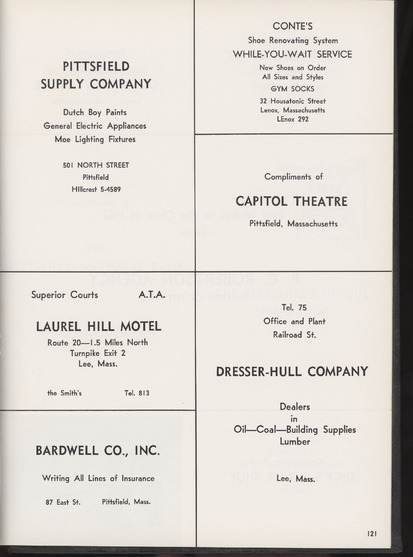 PITTSFIELD
SUPPLY COMPANY
Dutch Boy Paints
General Electric Appliances
Moe Lighting Fixtures
501 NORTH STREET
Pittsfield
HIllcrest 5-4589
CONTE'S
Shoe Renovating System
WHILE-YOU-WAIT SERVICE
New Shoes on Order
All Sizes and Styles
GYM SOCKS
32 Housatonic Street
Lenox, Massachusetts
LEnox 292
Compliments of
CAPITOL THEATRE
Pittsfield, Massachusetts
Superior Courts A.T.A.
LAUREL HILL MOTEL
Route 20—1.5 Miles North
Turnpike Exit 2
Lee, Mass.
the Smith's Tel. 813
BARDWELL CO., INC.
Writing All Lines of Insurance
87 East St. Pittsfield, Mass.
Tel. 75
Office and Plant
Railroad St.
DRESSER-HULL COMPANY
Dealers
in
Oil—Coal—Building Supplies
Lumber
Lee, Mass.
121